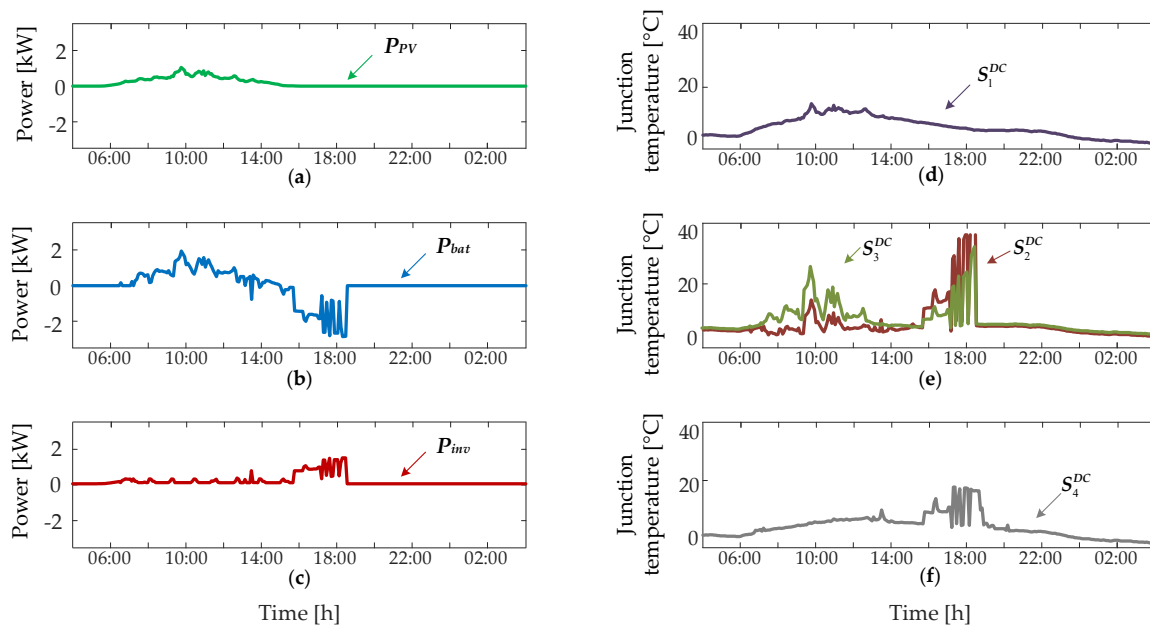 Power [kW]
2
0
-2
P_PV
06:00 10:00 14:00 18:00 22:00 02:00
(a)
Power [kW]
2
0
-2
P_bat
06:00 10:00 14:00 18:00 22:00 02:00
(b)
Power [kW]
2
0
-2
P_inv
06:00 10:00 14:00 18:00 22:00 02:00
(c)
Time [h]
Junction
temperature [°C]
40
20
0
S_1^DC
06:00 10:00 14:00 18:00 22:00 02:00
(d)
Junction
temperature [°C]
40
20
0
S_3^DC
S_2^DC
06:00 10:00 14:00 18:00 22:00 02:00
(e)
Junction
temperature [°C]
40
20
0
S_4^DC
06:00 10:00 14:00 18:00 22:00 02:00
(f)
Time [h]